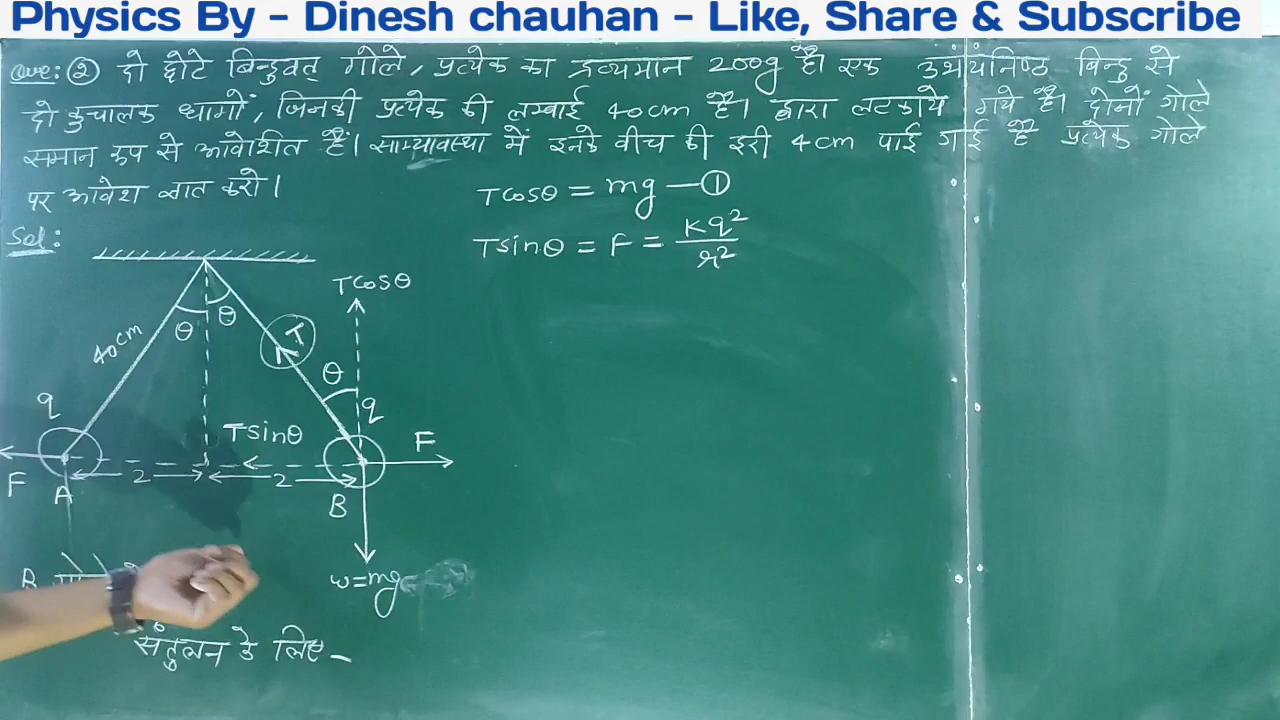 Physics By - Dinesh chauhan - Like, Share & Subscribe
Que: ② दो छोटे बिन्दुवत् गोले, प्रत्येक का द्रव्यमान 200g है। एक उभयनिष्ठ बिन्दु से
दो कुचालक धागों, जिनकी प्रत्येक की लम्बाई 40cm है। द्वारा लटकाये गये है। दोनों गोले
समान रूप से आवेशित हैं। साम्यावस्था में इनके बीच की दूरी 4cm पाई गई है प्रत्येक गोले
पर आवेश ज्ञात करो।
Sol:
Tcosθ = mg —①
Tsinθ = F = Kq²/r²
Tcosθ
θ θ
40cm
T
θ
q
q
Tsinθ
F
F
2
2
A
B
w=mg
संतुलन के लिए -